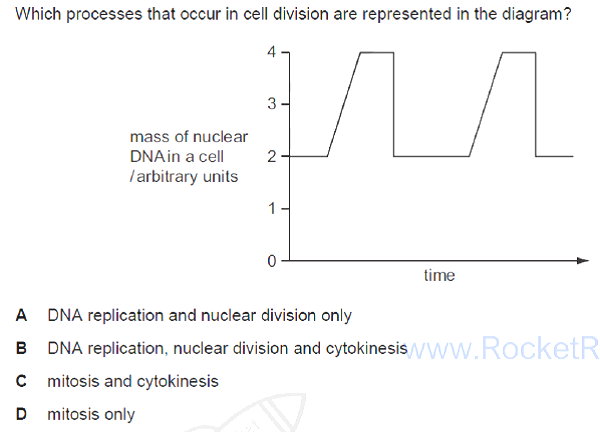 Which processes that occur in cell division are represented in the diagram?
4
3
mass of nuclear
DNA in a cell
/ arbitrary units
2
1
0
time
A DNA replication and nuclear division only
B DNA replication, nuclear division and cytokinesis
www.RocketR
C mitosis and cytokinesis
D mitosis only